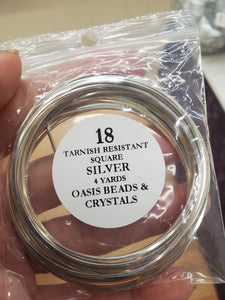 18
TARNISH RESISTANT
SQUARE
SILVER
4 YARDS
OASIS BEADS &
CRYSTALS